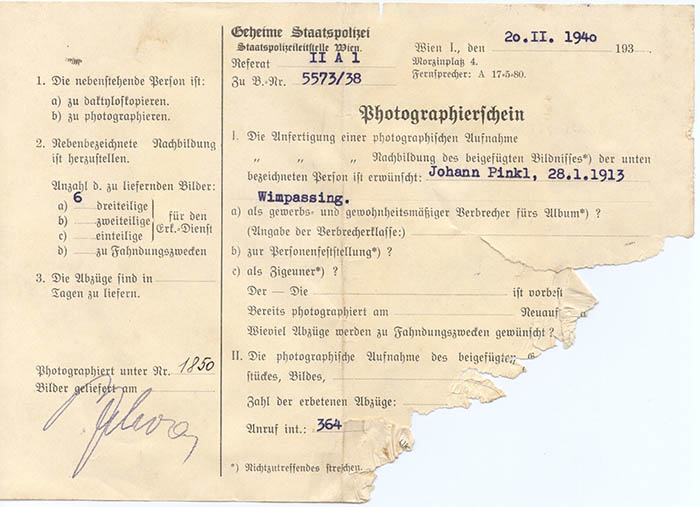 1. Die nebenstehende Person ist:
a) zu daktyloskopieren.
b) zu photographieren.
2. Nebenbezeichnete Nachbildung
ist herzustellen.
Anzahl d. zu liefernden Bilder:
a) 6 dreiteilige
b) zweiteilige
c) einteilige
für den
Erk.-Dienst
d) zu Fahndungszwecken
3. Die Abzüge sind in
Tagen zu liefern.
Photographiert unter Nr. 1850
Bilder geliefert am
Geheime Staatspolizei
Staatspolizeileitstelle Wien.
Referat II A 1
Zu B.-Nr. 5573/38
20.II. 1940
Wien I., den 193
Morzinplatz 4.
Fernsprecher: A 17-5-80.
Photographierschein
I. Die Anfertigung einer photographischen Aufnahme
„ „ „ Nachbildung des beigefügten Bildnisses*) der unten
bezeichneten Person ist erwünscht: Johann Pinkl, 28.1.1913
Wimpassing.
a) als gewerbs- und gewohnheitsmäßiger Verbrecher fürs Album*) ?
(Angabe der Verbrecherklasse:)
b) zur Personenfeststellung*) ?
c) als Zigeuner*) ?
Der — Die ist vorbest
Bereits photographiert am Neuauf a
Wieviel Abzüge werden zu Fahndungszwecken gewünscht ?
II. Die photographische Aufnahme des beigefügten
stückes, Bildes,
Zahl der erbetenen Abzüge:
Anruf int.: 364
*) Nichtzutreffendes streichen.